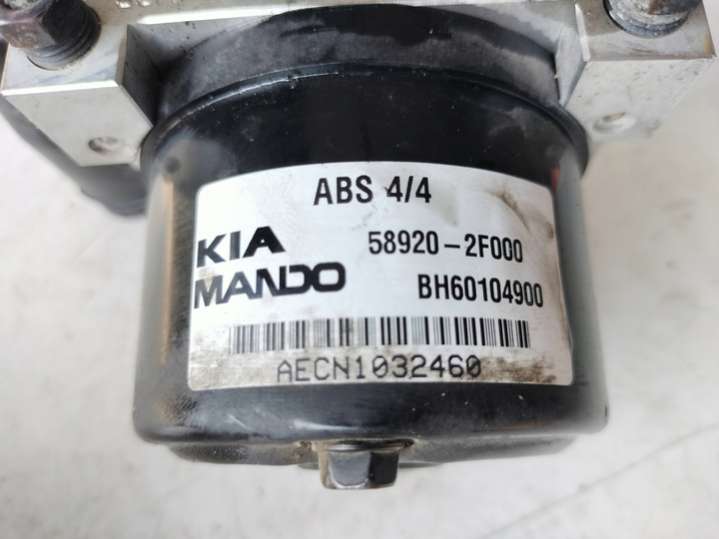 ABS 4/4
KIA 58920-2F000
MANDO BH60104900
AECN1032460